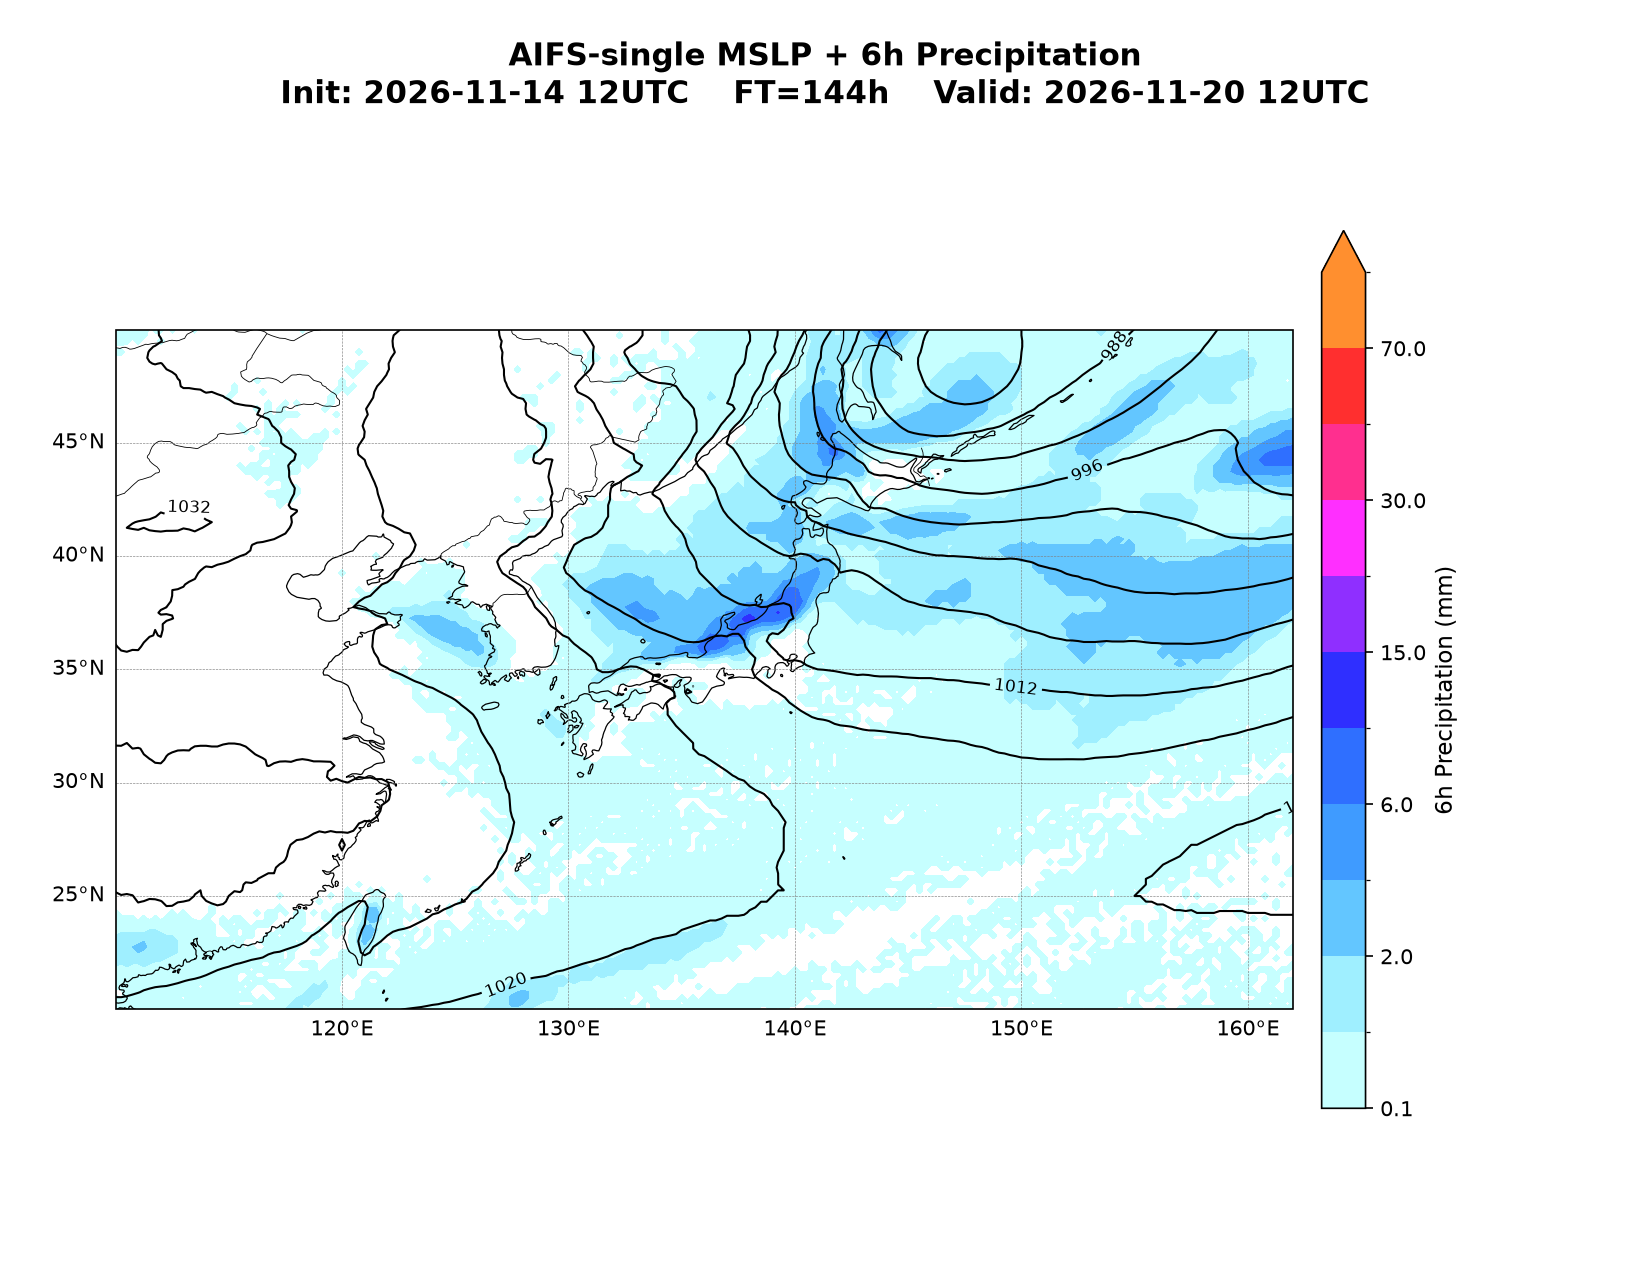 AIFS-single MSLP + 6h Precipitation
Init: 2026-11-14 12UTC    FT=144h    Valid: 2026-11-20 12UTC
988
45°N
996
1032
40°N
35°N
1012
30°N
25°N
1020
120°E
130°E
140°E
150°E
160°E
70.0
30.0
15.0
6.0
2.0
0.1
6h Precipitation (mm)